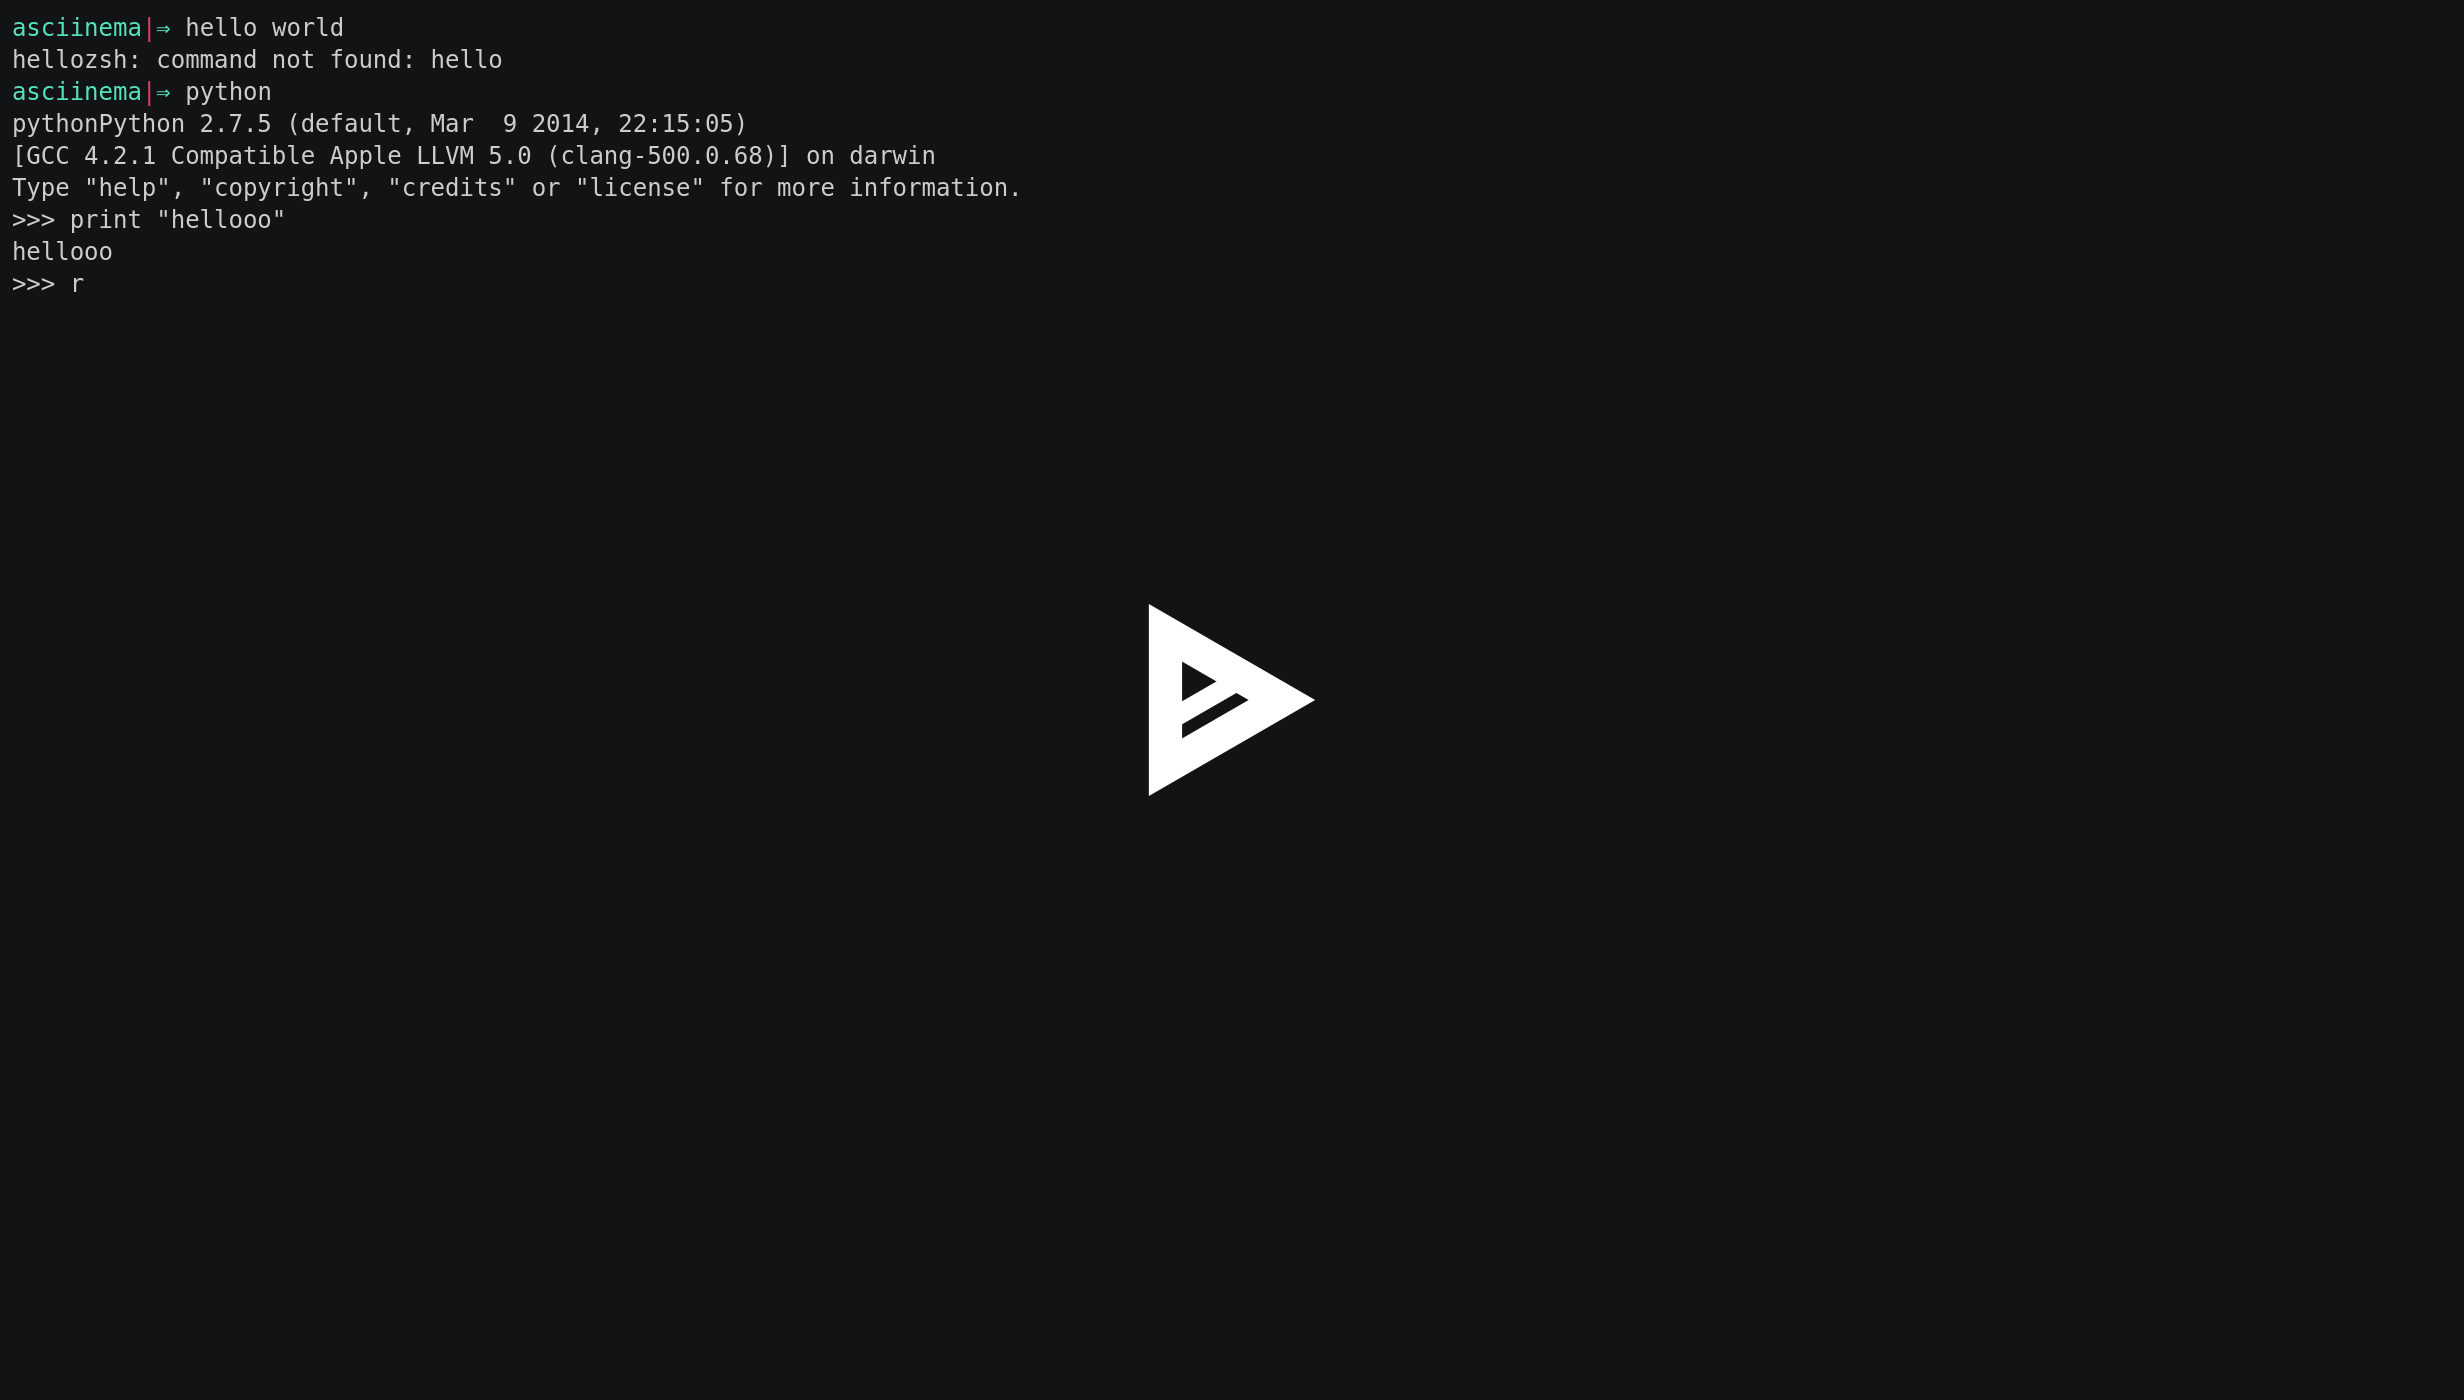 asciinema|⇒ hello world
hellozsh: command not found: hello
asciinema|⇒ python
pythonPython 2.7.5 (default, Mar  9 2014, 22:15:05)
[GCC 4.2.1 Compatible Apple LLVM 5.0 (clang-500.0.68)] on darwin
Type "help", "copyright", "credits" or "license" for more information.
>>> print "hellooo"
hellooo
>>> r